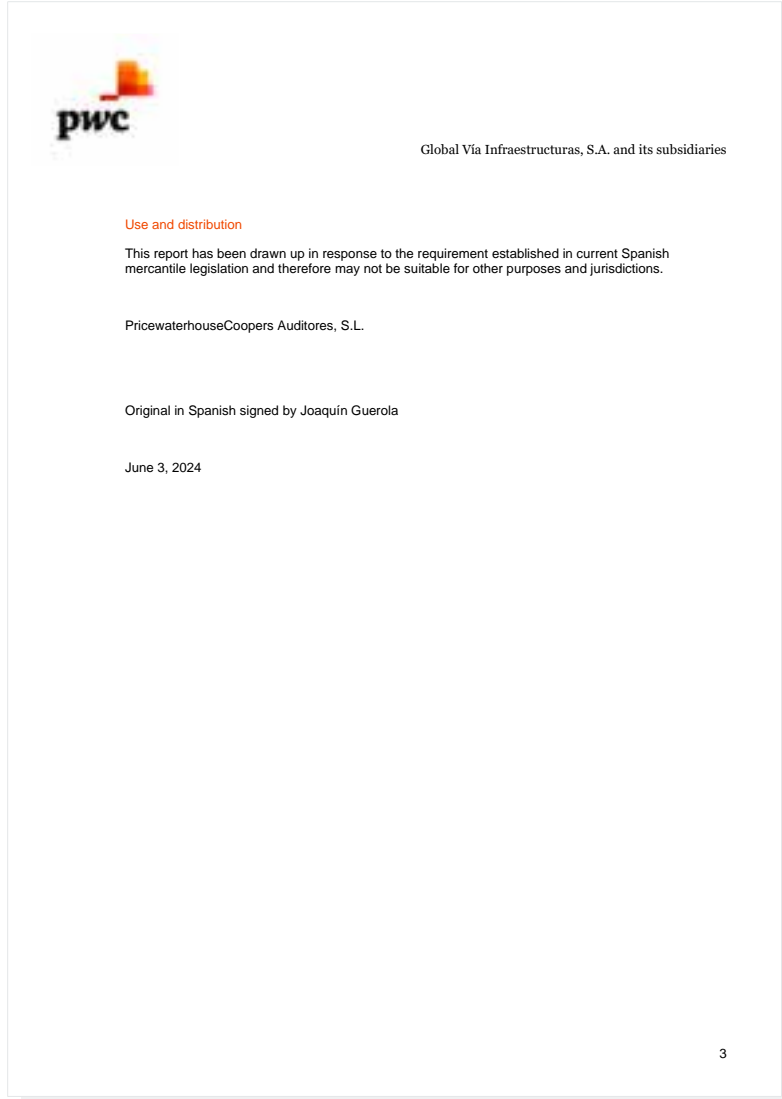 pwc
Global Vía Infraestructuras, S.A. and its subsidiaries
Use and distribution
This report has been drawn up in response to the requirement established in current Spanish
mercantile legislation and therefore may not be suitable for other purposes and jurisdictions.
PricewaterhouseCoopers Auditores, S.L.
Original in Spanish signed by Joaquín Guerola
June 3, 2024
3